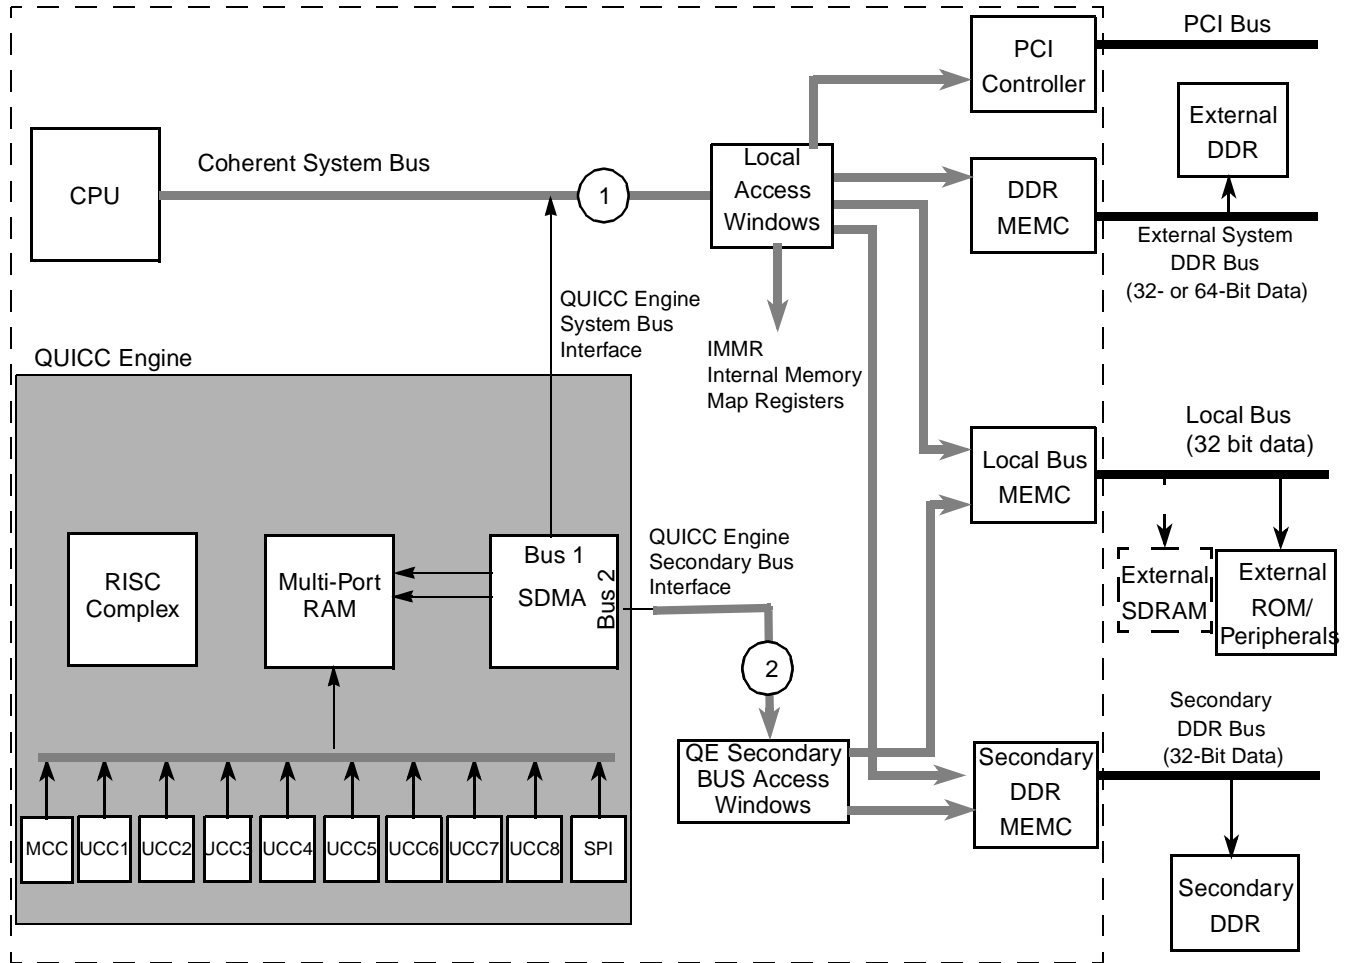 PCI Bus
PCI
Controller
External
DDR
CPU
Coherent System Bus
1
Local
Access
Windows
DDR
MEMC
External System
DDR Bus
(32- or 64-Bit Data)
QUICC Engine
System Bus
Interface
IMMR
Internal Memory
Map Registers
QUICC Engine
Local Bus
(32 bit data)
Local Bus
MEMC
RISC
Complex
Multi-Port
RAM
Bus 1
SDMA
Bus 2
QUICC Engine
Secondary Bus
Interface
External
SDRAM
External
ROM/
Peripherals
2
Secondary
DDR Bus
(32-Bit Data)
QE Secondary
BUS Access
Windows
Secondary
DDR
MEMC
MCC
UCC1
UCC2
UCC3
UCC4
UCC5
UCC6
UCC7
UCC8
SPI
Secondary
DDR